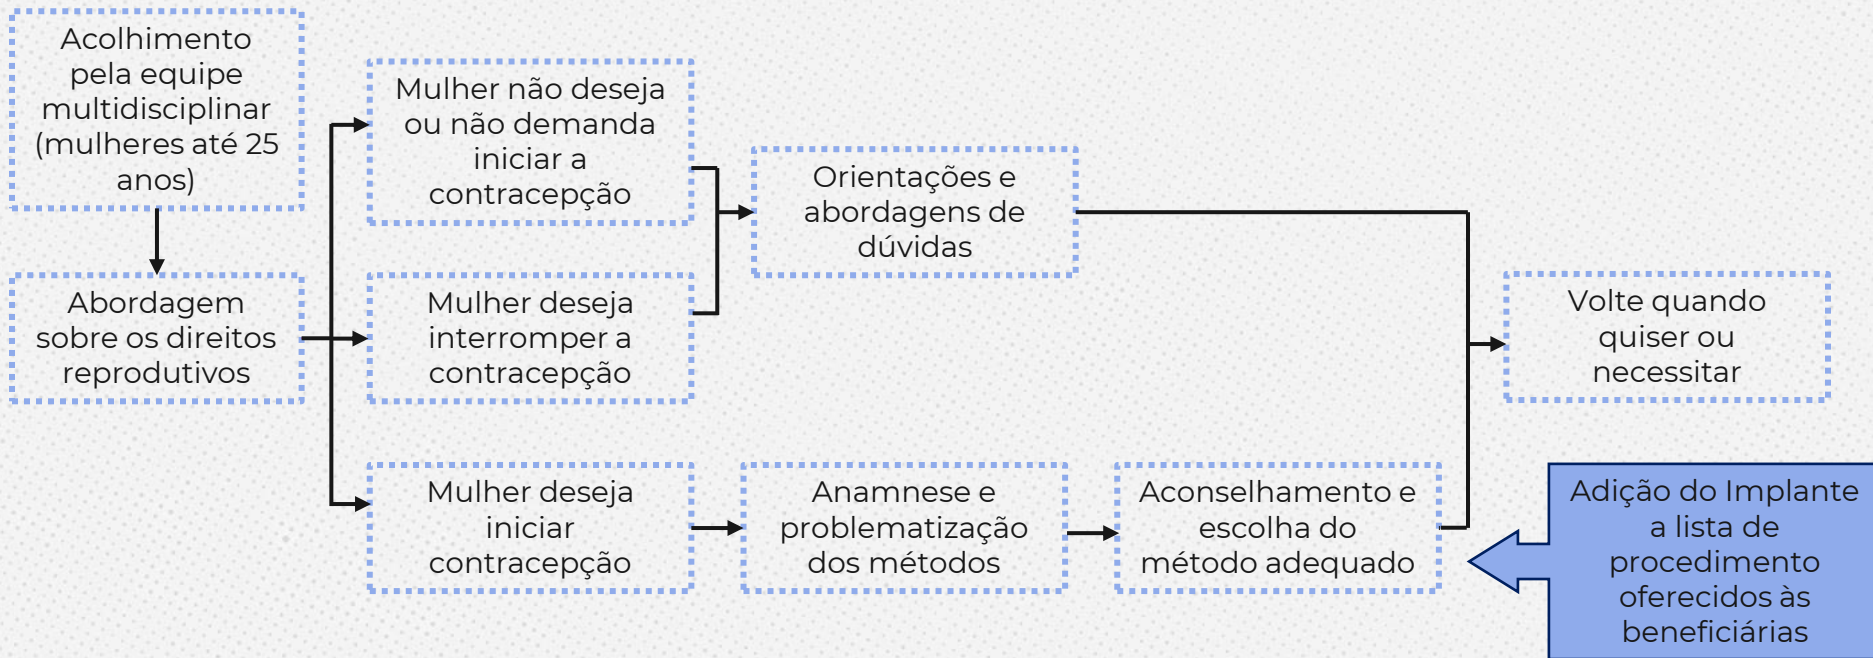 Acolhimento
pela equipe
multidisciplinar
(mulheres até 25
anos)
Abordagem
sobre os direitos
reprodutivos
Mulher não deseja
ou não demanda
iniciar a
contracepção
Mulher deseja
interromper a
contracepção
Mulher deseja
iniciar
contracepção
Orientações e
abordagens de
dúvidas
Anamnese e
problematização
dos métodos
Aconselhamento e
escolha do
método adequado
Volte quando
quiser ou
necessitar
Adição do Implante
a lista de
procedimento
oferecidos às
beneficiárias